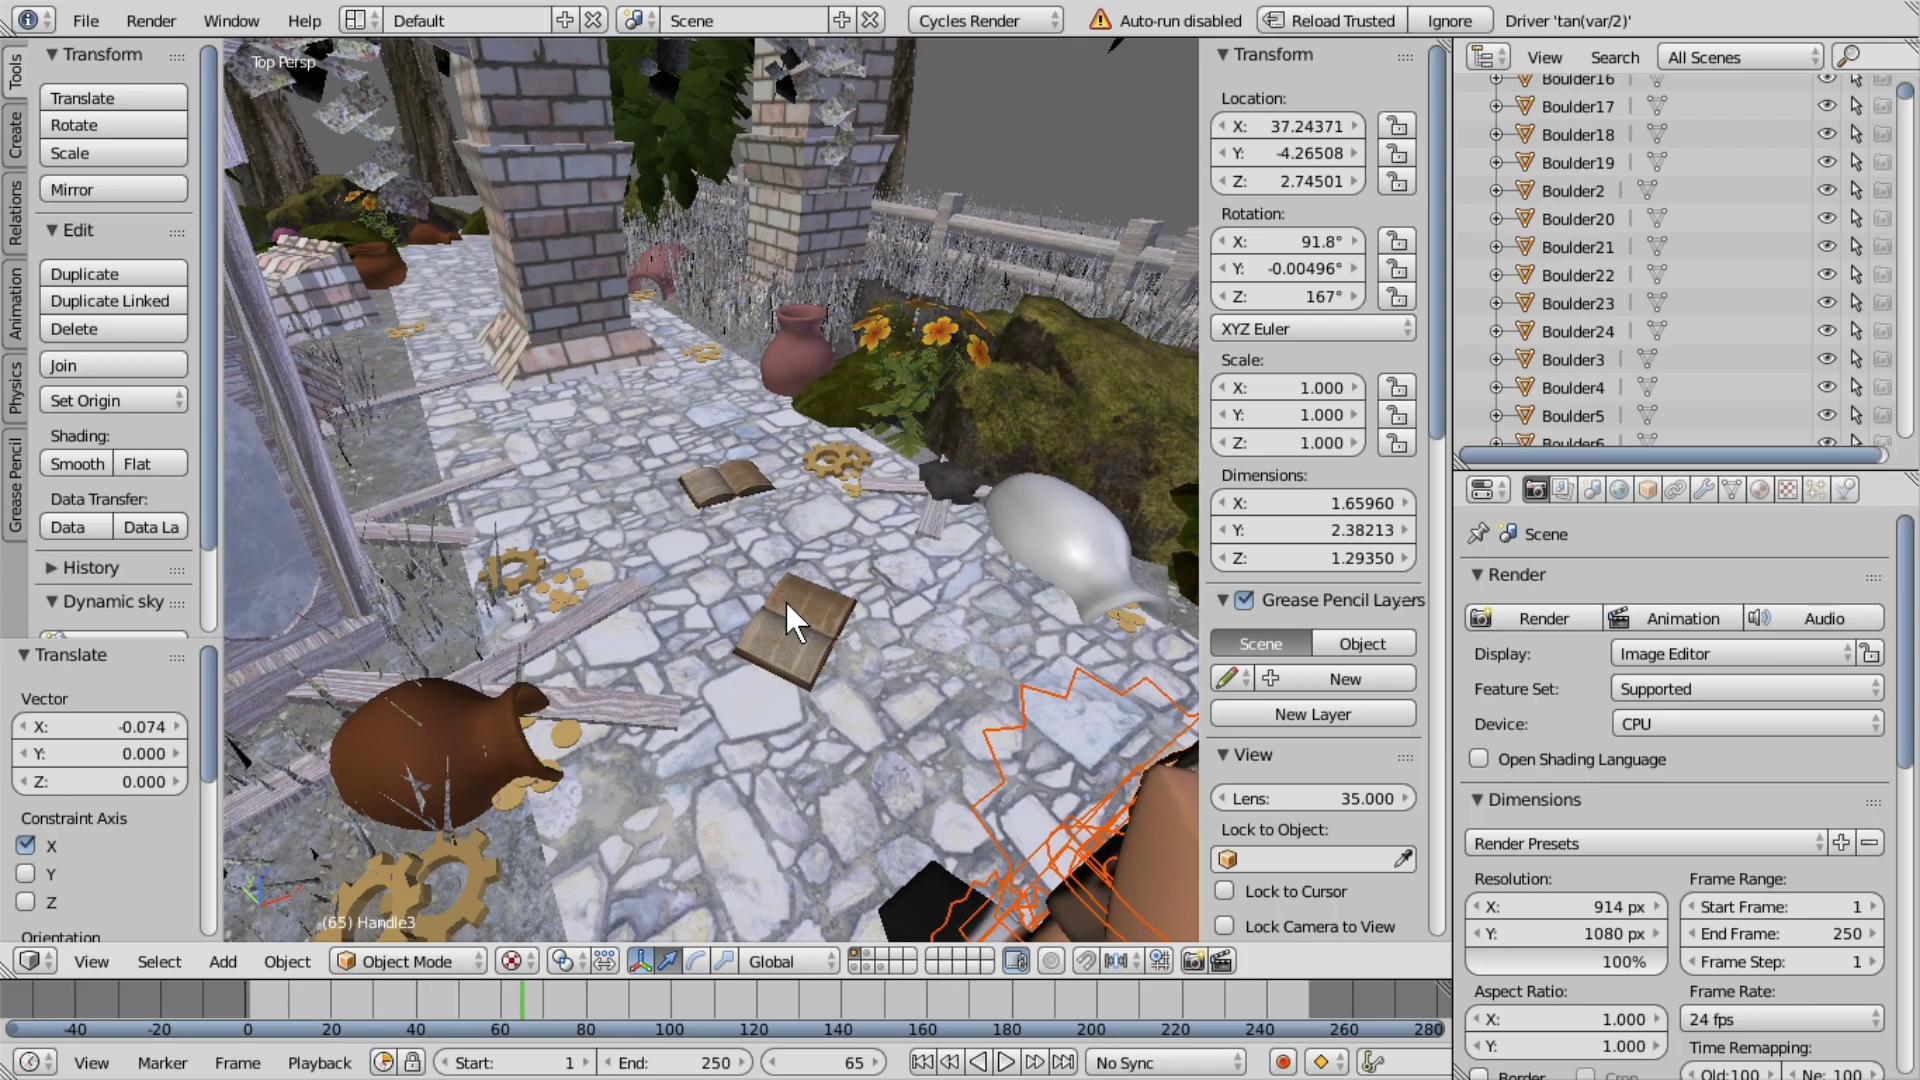 File Render Window Help Default Scene Cycles Render Auto-run disabled Reload Trusted Ignore Driver 'tan(var/2)'
Tools
Create
Relations
Animation
Physics
Grease Pencil
Transform
Translate
Rotate
Scale
Mirror
Edit
Duplicate
Duplicate Linked
Delete
Join
Set Origin
Shading:
Smooth Flat
Data Transfer:
Data Data La
History
Dynamic sky
Translate
Vector
X: -0.074
Y: 0.000
Z: 0.000
Constraint Axis
X
Y
Z
Orientation
Top Persp
(65) Handle3
Transform
Location:
X: 37.24371
Y: -4.26508
Z: 2.74501
Rotation:
X: 91.8°
Y: -0.00496°
Z: 167°
XYZ Euler
Scale:
X: 1.000
Y: 1.000
Z: 1.000
Dimensions:
X: 1.65960
Y: 2.38213
Z: 1.29350
Grease Pencil Layers
Scene Object
New
New Layer
View
Lens: 35.000
Lock to Object:
Lock to Cursor
Lock Camera to View
View Search All Scenes
Boulder16
Boulder17
Boulder18
Boulder19
Boulder2
Boulder20
Boulder21
Boulder22
Boulder23
Boulder24
Boulder3
Boulder4
Boulder5
Boulder6
Scene
Render
Render Animation Audio
Display: Image Editor
Feature Set: Supported
Device: CPU
Open Shading Language
Dimensions
Render Presets
Resolution: Frame Range:
X: 914 px Start Frame: 1
Y: 1080 px End Frame: 250
100% Frame Step: 1
Aspect Ratio: Frame Rate:
X: 1.000 24 fps
Y: 1.000 Time Remapping:
Border Crop Old:100 Ne: 100
View Select Add Object Object Mode Global
-40 -20 0 20 40 60 80 100 120 140 160 180 200 220 240 260 280
View Marker Frame Playback Start: 1 End: 250 65 No Sync